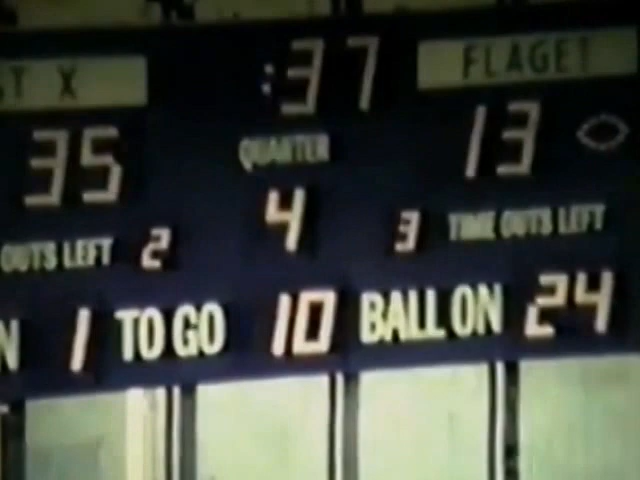 ST X :37 FLAGET
35 QUARTER 13
OUTS LEFT 2 4 3 TIME OUTS LEFT
N 1 TO GO 10 BALL ON 24